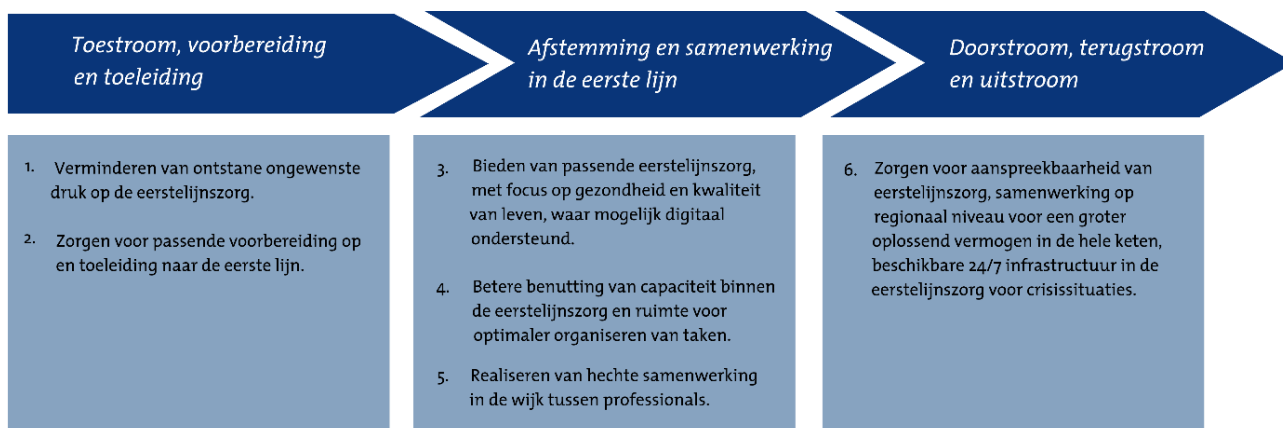 Toestroom, voorbereiding
en toeleiding
Afstemming en samenwerking
in de eerste lijn
Doorstroom, terugstroom
en uitstroom
1. Verminderen van ontstane ongewenste
druk op de eerstelijnszorg.
2. Zorgen voor passende voorbereiding op
en toeleiding naar de eerste lijn.
3. Bieden van passende eerstelijnszorg,
met focus op gezondheid en kwaliteit
van leven, waar mogelijk digitaal
ondersteund.
4. Betere benutting van capaciteit binnen
de eerstelijnszorg en ruimte voor
optimaler organiseren van taken.
5. Realiseren van hechte samenwerking
in de wijk tussen professionals.
6. Zorgen voor aanspreekbaarheid van
eerstelijnszorg, samenwerking op
regionaal niveau voor een groter
oplossend vermogen in de hele keten,
beschikbare 24/7 infrastructuur in de
eerstelijnszorg voor crisissituaties.